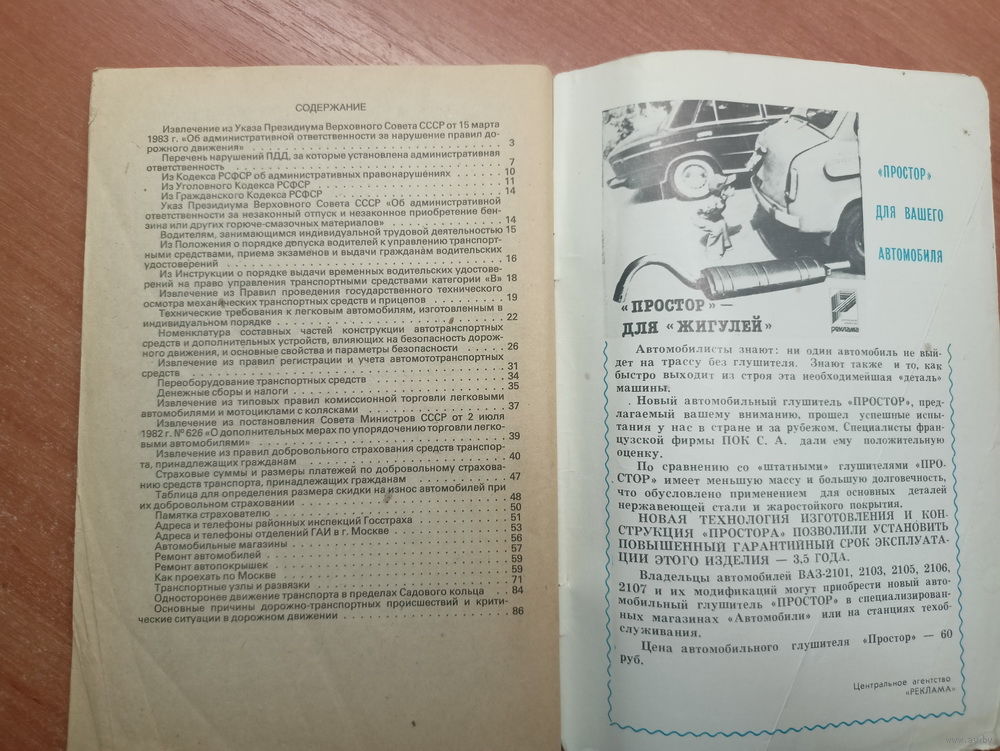 СОДЕРЖАНИЕ
Извлечение из Указа Президиума Верховного Совета СССР от 15 марта
1983 г. «Об административной ответственности за нарушение правил до-
рожного движения» 3
Перечень нарушений ПДД, за которые установлена административная
ответственность 7
Из Кодекса РСФСР об административных правонарушениях 10
Из Уголовного Кодекса РСФСР 11
Из Гражданского Кодекса РСФСР 14
Указ Президиума Верховного Совета СССР «Об административной
ответственности за незаконный отпуск и незаконное приобретение бен-
зина или других горюче-смазочных материалов» 14
Водителям, занимающимся индивидуальной трудовой деятельностью 15
Из Положения о порядке допуска водителей к управлению транспорт-
ными средствами, приема экзаменов и выдачи гражданам водительских
удостоверений 16
Из Инструкции о порядке выдачи временных водительских удостове-
рений на право управления транспортными средствами категории «В» 18
Извлечение из Правил проведения государственного технического
осмотра механических транспортных средств и прицепов 19
Технические требования к легковым автомобилям, изготовленным в
индивидуальном порядке 22
Номенклатура составных частей конструкции автотранспортных
средств и дополнительных устройств, влияющих на безопасность дорож-
ного движения, и основные свойства и параметры безопасности 26
Извлечение из правил регистрации и учета автомототранспортных
средств 31
Переоборудование транспортных средств 34
Денежные сборы и налоги 35
Извлечение из типовых правил комиссионной торговли легковыми
автомобилями и мотоциклами с колясками 37
Извлечение из постановления Совета Министров СССР от 2 июля
1982 г. № 626 «О дополнительных мерах по упорядочению торговли легко-
выми автомобилями» 39
Извлечение из правил добровольного страхования средств транспор-
та, принадлежащих гражданам 40
Страховые суммы и размеры платежей по добровольному страхова-
нию средств транспорта, принадлежащих гражданам 47
Таблица для определения размера скидки на износ автомобилей при
их добровольном страховании 48
Памятка страхователю 50
Адреса и телефоны районных инспекций Госстраха 51
Адреса и телефоны отделений ГАИ в г. Москве 53
Автомобильные магазины 56
Ремонт автомобилей 57
Ремонт автопокрышек 59
Как проехать по Москве 59
Транспортные узлы и развязки 71
Одностороннее движение транспорта в пределах Садового кольца 84
Основные причины дорожно-транспортных происшествий и крити-
ческие ситуации в дорожном движении 86
«ПРОСТОР»
ДЛЯ ВАШЕГО
АВТОМОБИЛЯ
реклама
«ПРОСТОР» —
ДЛЯ «ЖИГУЛЕЙ»
Автомобилисты знают: ни один автомобиль не вый-
дет на трассу без глушителя. Знают также и то, как
быстро выходит из строя эта необходимейшая «деталь»
машины.
Новый автомобильный глушитель «ПРОСТОР», пред-
лагаемый вашему вниманию, прошел успешные испы-
тания у нас в стране и за рубежом. Специалисты фран-
цузской фирмы ПОК С. А. дали ему положительную
оценку.
По сравнению со «штатными» глушителями «ПРО-
СТОР» имеет меньшую массу и большую долговечность,
что обусловлено применением для основных деталей
нержавеющей стали и жаростойкого покрытия.
НОВАЯ ТЕХНОЛОГИЯ ИЗГОТОВЛЕНИЯ И КОН-
СТРУКЦИЯ «ПРОСТОРА» ПОЗВОЛИЛИ УСТАНОВИТЬ
ПОВЫШЕННЫЙ ГАРАНТИЙНЫЙ СРОК ЭКСПЛУАТА-
ЦИИ ЭТОГО ИЗДЕЛИЯ — 3,5 ГОДА.
Владельцы автомобилей ВАЗ-2101, 2103, 2105, 2106,
2107 и их модификаций могут приобрести новый авто-
мобильный глушитель «ПРОСТОР» в специализирован-
ных магазинах «Автомобили» или на станциях техоб-
служивания.
Цена автомобильного глушителя «Простор» — 60
руб.
Центральное агентство
«РЕКЛАМА»
www.ay.by